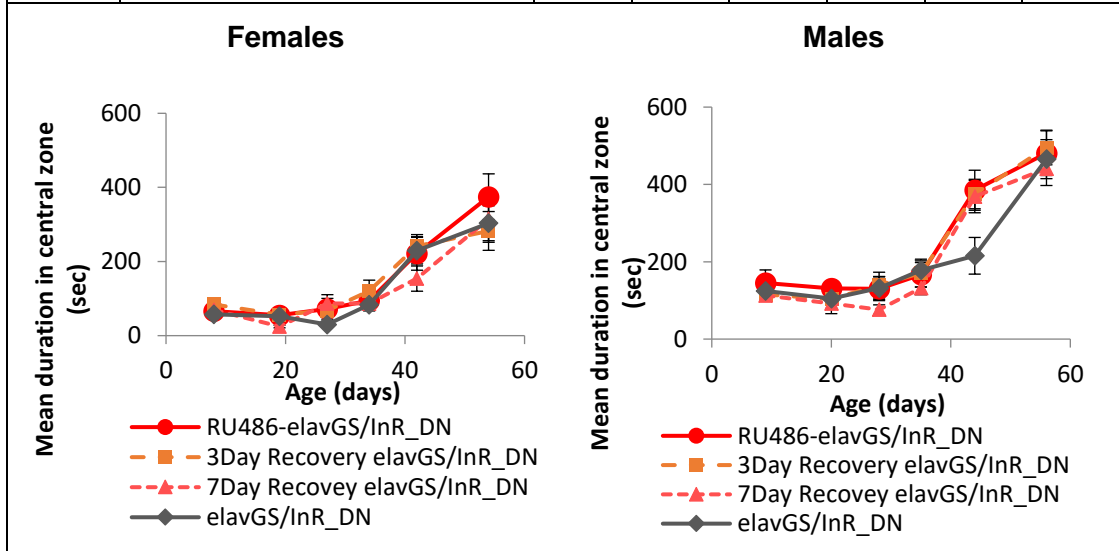 Females
Mean duration in central zone
(sec)
600
400
200
0
0 20 40 60
Age (days)
RU486-elavGS/InR_DN
3Day Recovery elavGS/InR_DN
7Day Recovey elavGS/InR_DN
elavGS/InR_DN
Males
Mean duration in central zone
(sec)
600
400
200
0
0 20 40 60
Age (days)
RU486-elavGS/InR_DN
3Day Recovery elavGS/InR_DN
7Day Recovey elavGS/InR_DN
elavGS/InR_DN